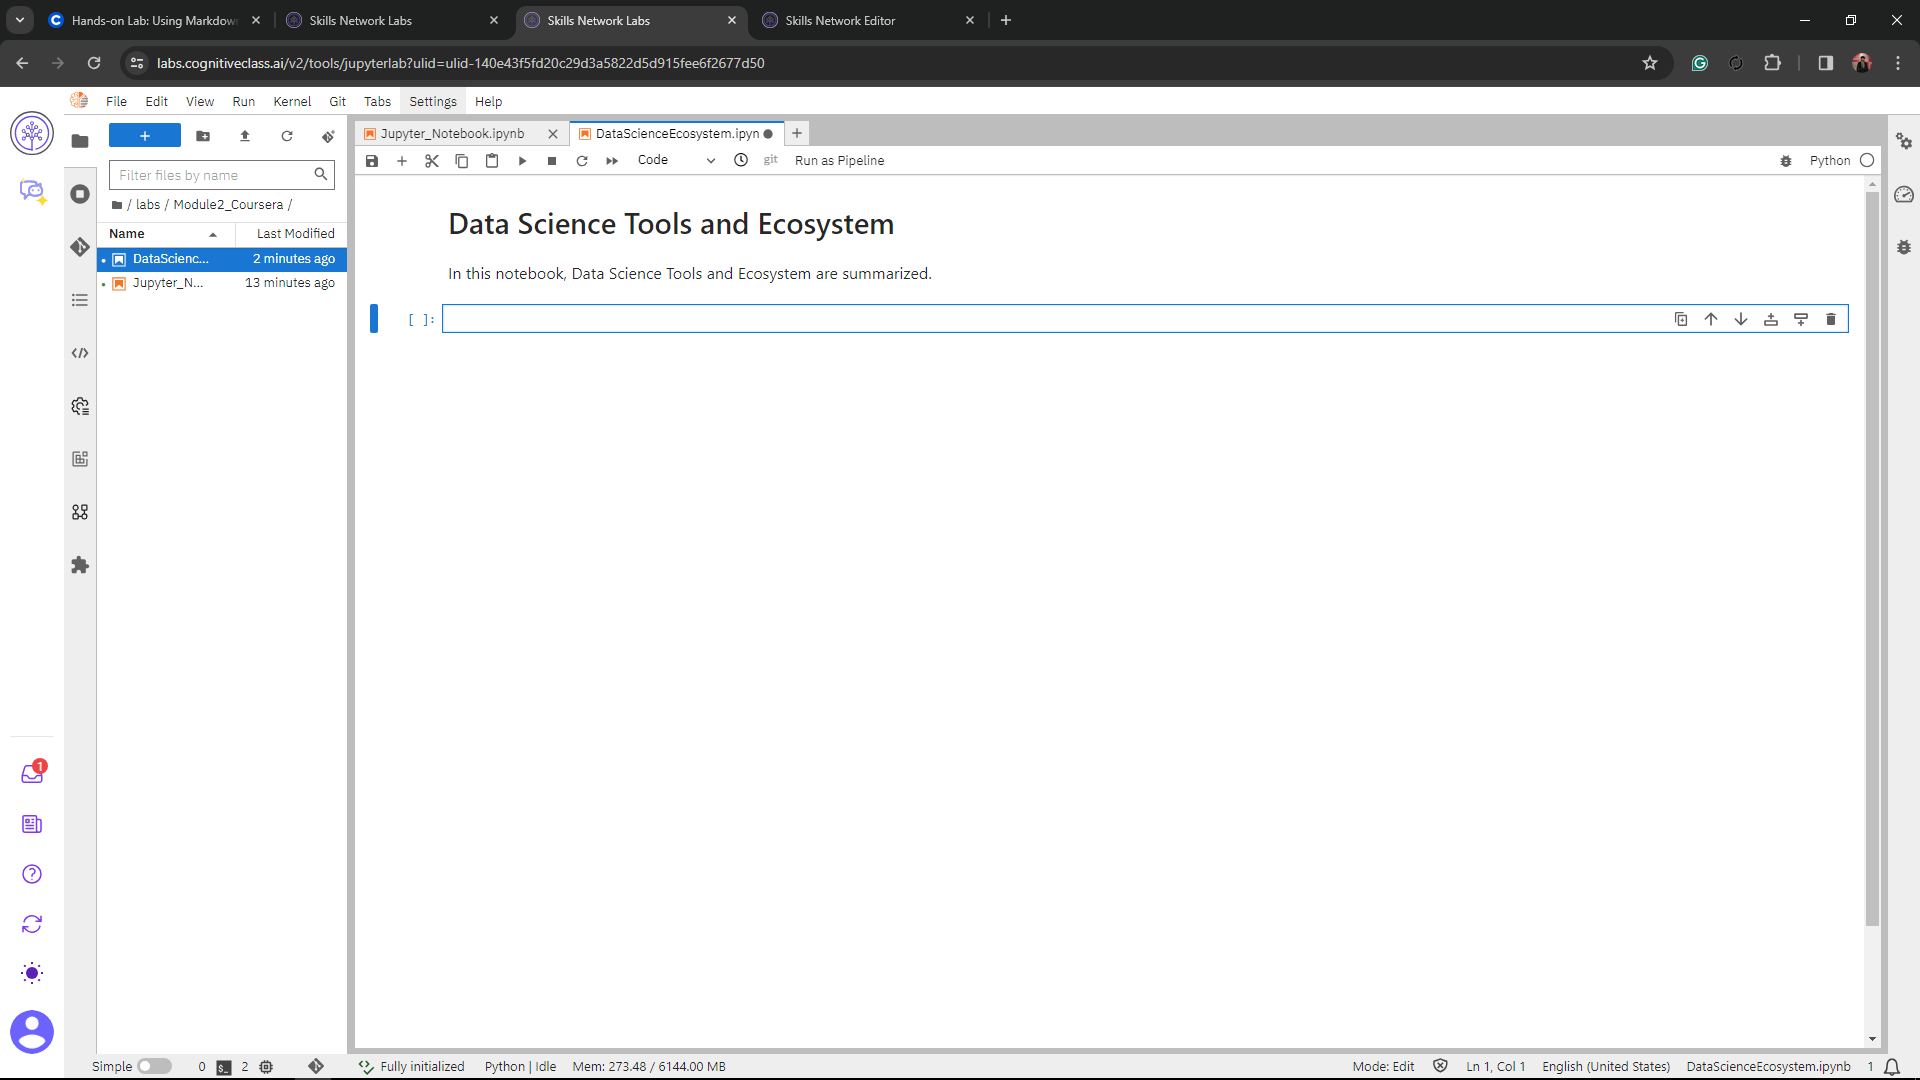 Hands-on Lab: Using Markdow
Skills Network Labs
Skills Network Labs
Skills Network Editor
labs.cognitiveclass.ai/v2/tools/jupyterlab?ulid=ulid-140e43f5fd20c29d3a5822d5d915fee6f2677d50
File Edit View Run Kernel Git Tabs Settings Help
Jupyter_Notebook.ipynb
DataScienceEcosystem.ipyn
Code
git
Run as Pipeline
Python
Filter files by name
/ labs / Module2_Coursera /
Name Last Modified
DataScienc... 2 minutes ago
Jupyter_N... 13 minutes ago
Data Science Tools and Ecosystem
In this notebook, Data Science Tools and Ecosystem are summarized.
[ ]:
1
Simple 0 $_ 2 Fully initialized Python | Idle Mem: 273.48 / 6144.00 MB Mode: Edit Ln 1, Col 1 English (United States) DataScienceEcosystem.ipynb 1